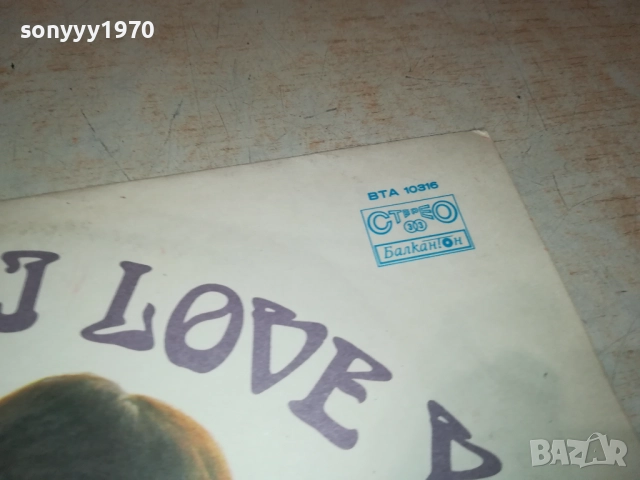 sonyyy1970
BTA 10316
СТЕРЕО
33
Балкантон
I LOVE
BAZAR
.bg